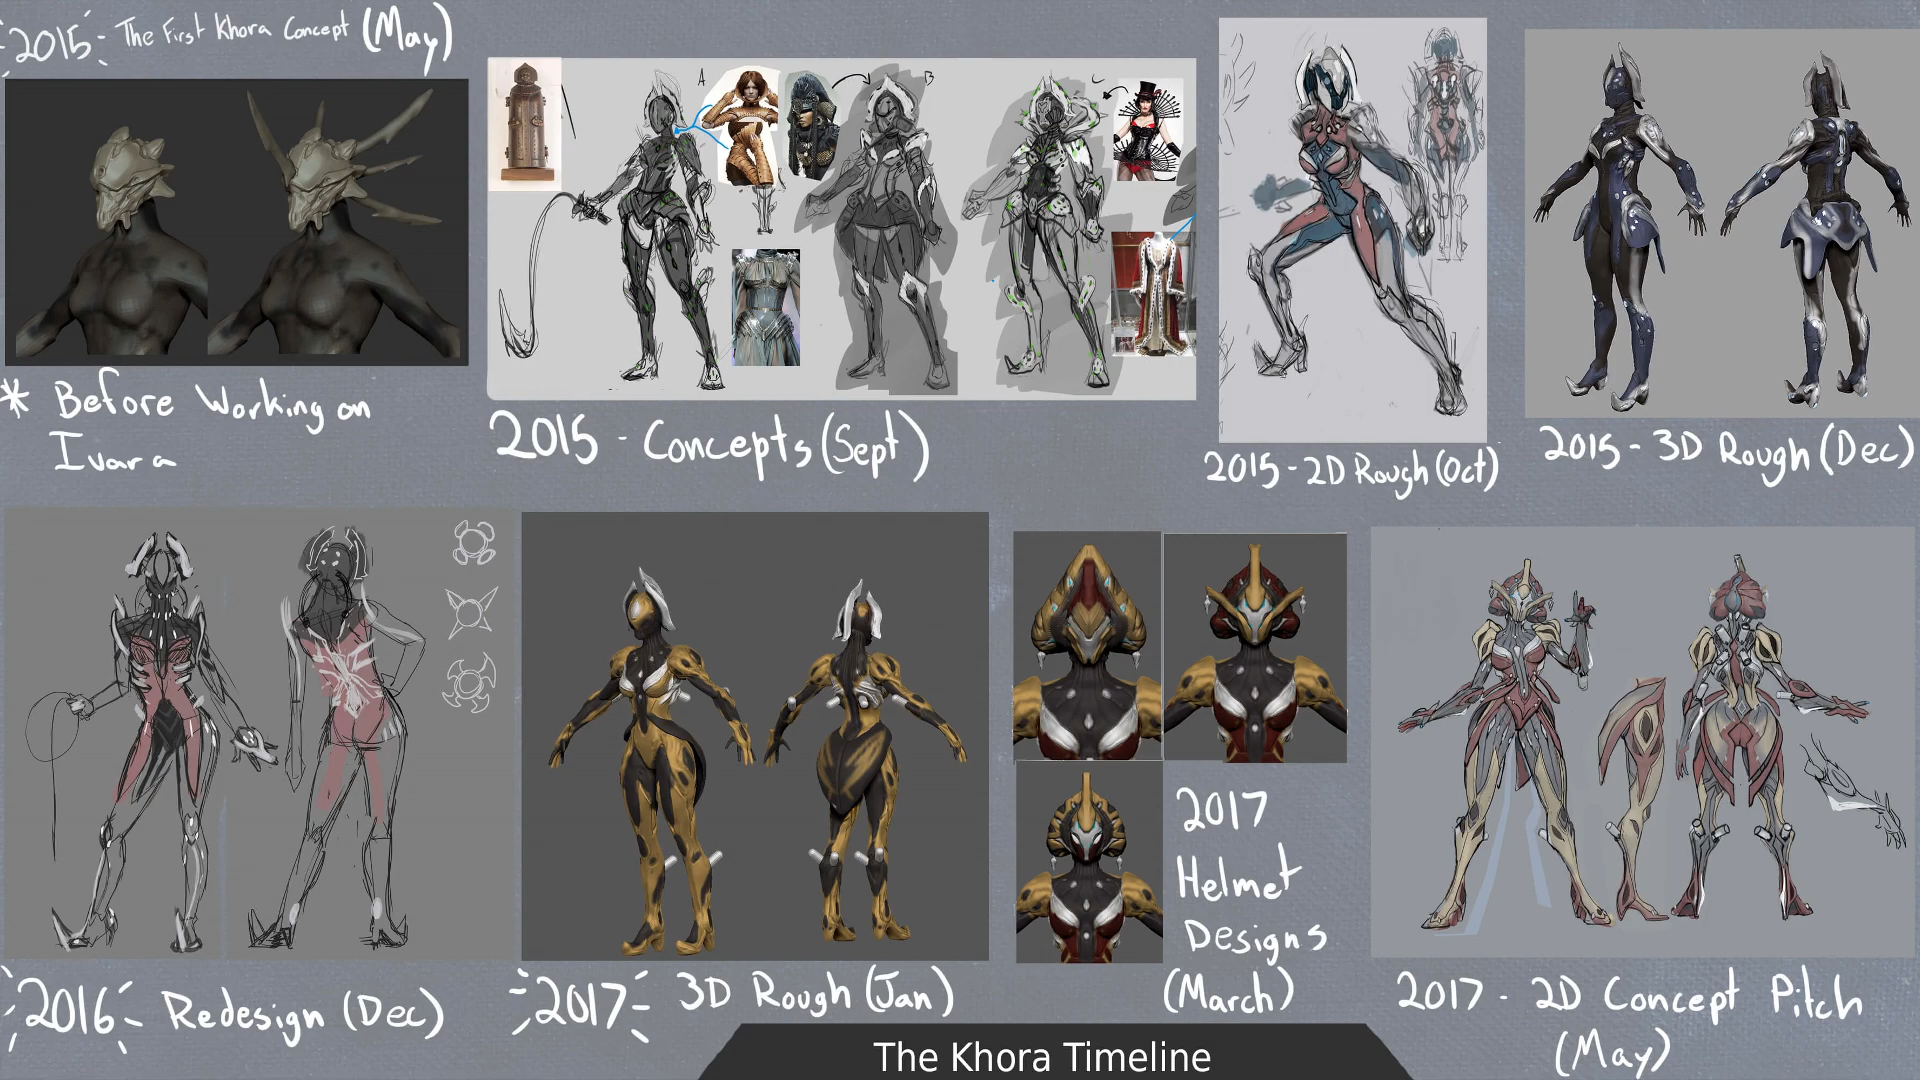 2015 - The First Khora Concept (May)
* Before Working on
Ivara
A
B
C
2015 - Concepts (Sept)
2015 - 2D Rough (Oct)
2015 - 3D Rough (Dec)
2016 - Redesign (Dec)
2017 - 3D Rough (Jan)
2017
Helmet
Designs
(March)
2017 - 2D Concept Pitch
(May)
The Khora Timeline